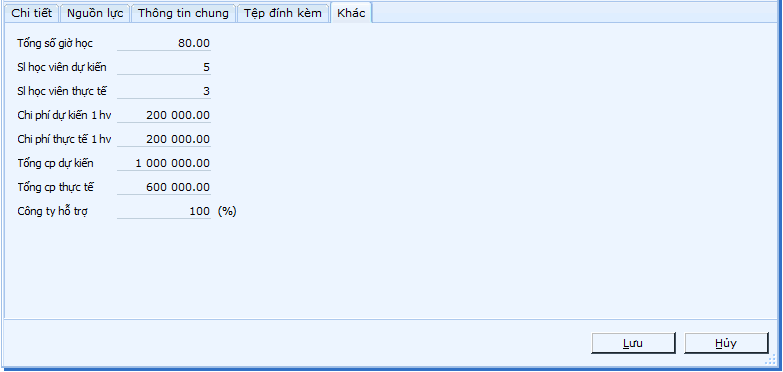 Chi tiết Nguồn lực Thông tin chung Tệp đính kèm Khác
Tổng số giờ học 80.00
Sl học viên dự kiến 5
Sl học viên thực tế 3
Chi phí dự kiến 1 hv 200 000.00
Chi phí thực tế 1 hv 200 000.00
Tổng cp dự kiến 1 000 000.00
Tổng cp thực tế 600 000.00
Công ty hỗ trợ 100 (%)
Lưu Hủy